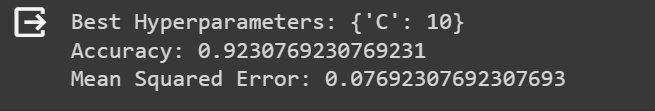 Best Hyperparameters: {'C': 10}
Accuracy: 0.9230769230769231
Mean Squared Error: 0.07692307692307693